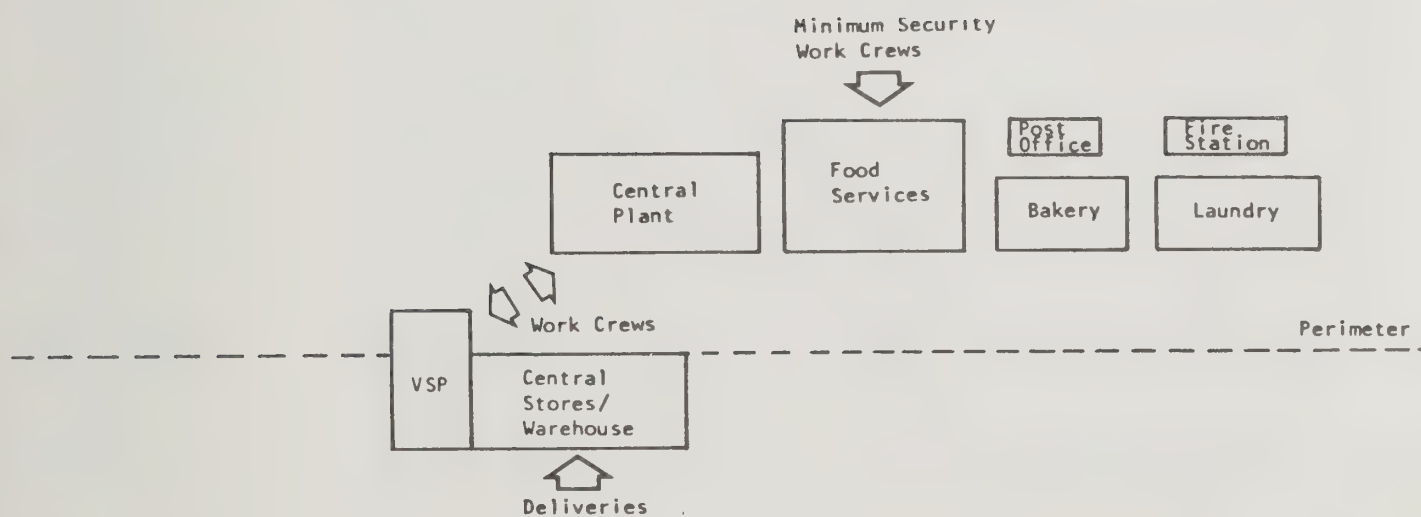 Minimum Security
Work Crews
Post
Office
Fire
Station
Food
Services
Central
Plant
Bakery
Laundry
Work Crews
Perimeter
VSP
Central
Stores/
Warehouse
Deliveries